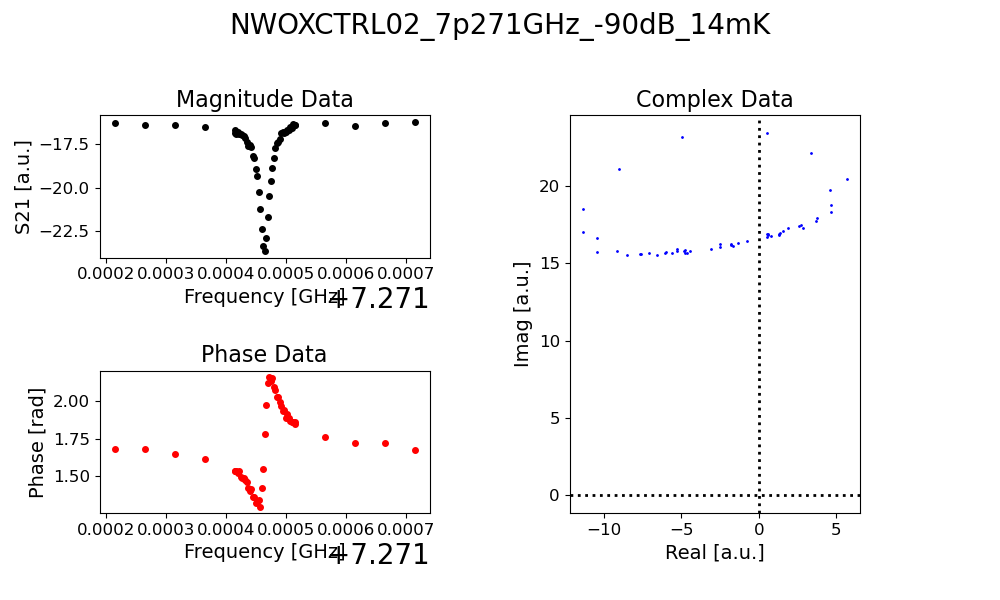 NWOXCTRL02_7p271GHz_-90dB_14mK
Magnitude Data
S21 [a.u.]
−17.5
−20.0
−22.5
0.0002 0.0003 0.0004 0.0005 0.0006 0.0007
Frequency [GHz]
+7.271
Phase Data
Phase [rad]
2.00
1.75
1.50
0.0002 0.0003 0.0004 0.0005 0.0006 0.0007
Frequency [GHz]
+7.271
Complex Data
Imag [a.u.]
20
15
10
5
0
−10 −5 0 5
Real [a.u.]